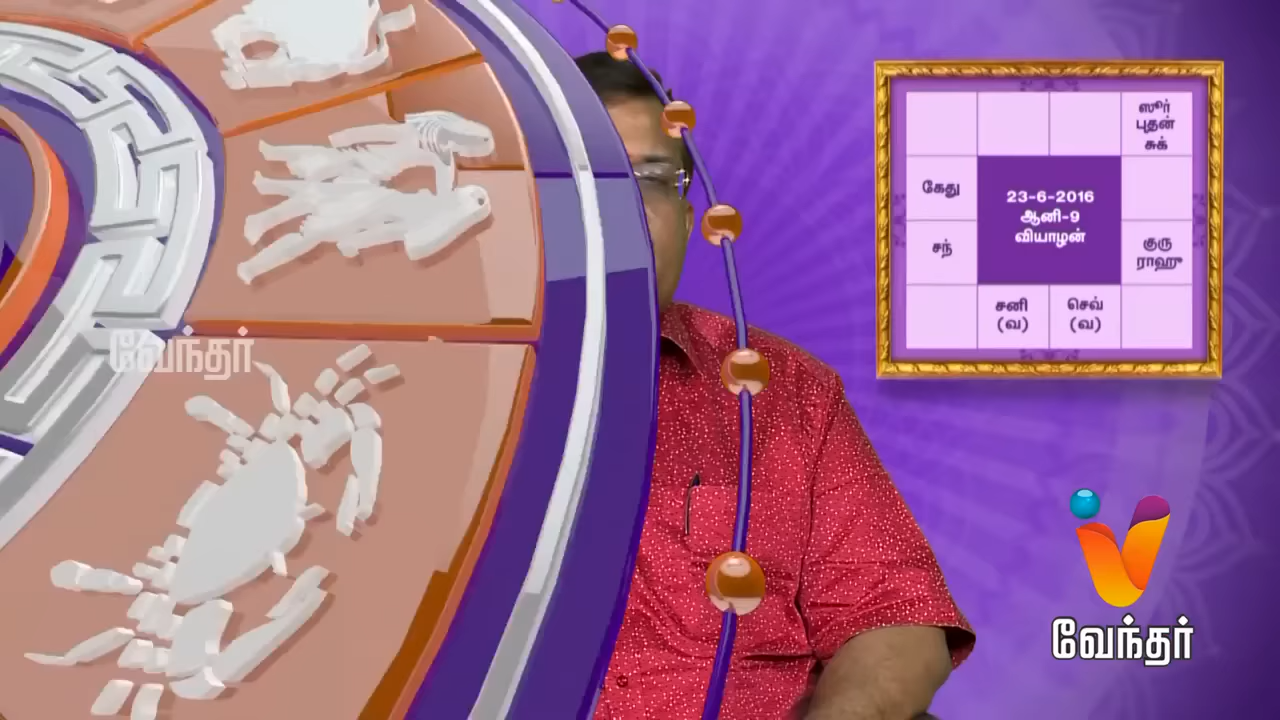 ஸூர்
புதன்
சுக்
கேது
23-6-2016
ஆனி-9
வியாழன்
சந்
குரு
ராஹு
சனி
(வ)
செவ்
(வ)
வேந்தர்
வேந்தர்